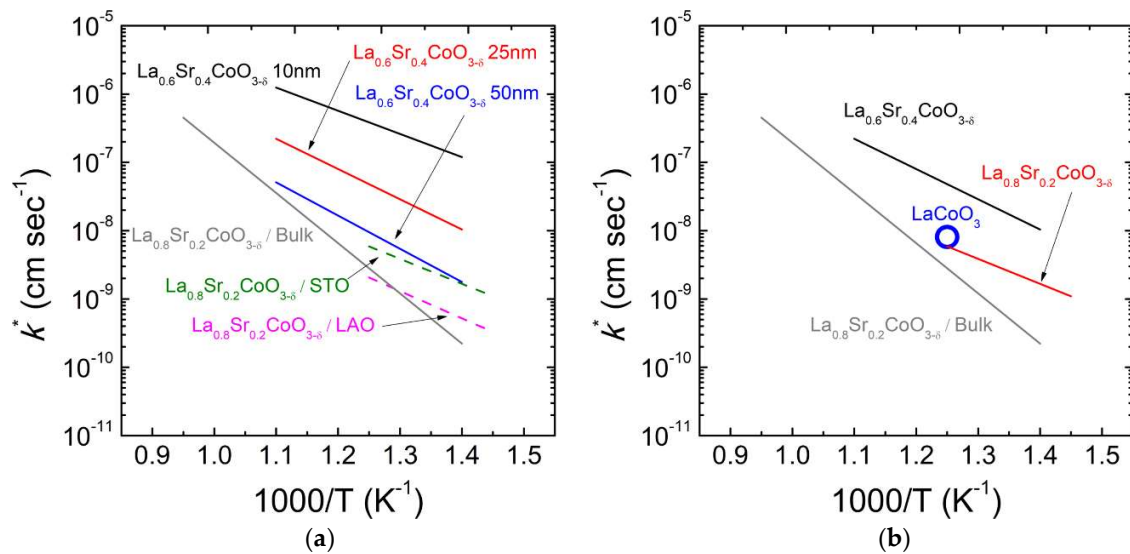 10⁻⁵
10⁻⁶
10⁻⁷
10⁻⁸
10⁻⁹
10⁻¹⁰
10⁻¹¹
k* (cm sec⁻¹)
La₀.₆Sr₀.₄CoO₃₋δ 25nm
La₀.₆Sr₀.₄CoO₃₋δ 10nm
La₀.₆Sr₀.₄CoO₃₋δ 50nm
La₀.₈Sr₀.₂CoO₃₋δ / Bulk
La₀.₈Sr₀.₂CoO₃₋δ / STO
La₀.₈Sr₀.₂CoO₃₋δ / LAO
0.9 1.0 1.1 1.2 1.3 1.4 1.5
1000/T (K⁻¹)
(a)
10⁻⁵
10⁻⁶
10⁻⁷
10⁻⁸
10⁻⁹
10⁻¹⁰
10⁻¹¹
k* (cm sec⁻¹)
La₀.₆Sr₀.₄CoO₃₋δ
La₀.₈Sr₀.₂CoO₃₋δ
LaCoO₃
La₀.₈Sr₀.₂CoO₃₋δ / Bulk
0.9 1.0 1.1 1.2 1.3 1.4 1.5
1000/T (K⁻¹)
(b)